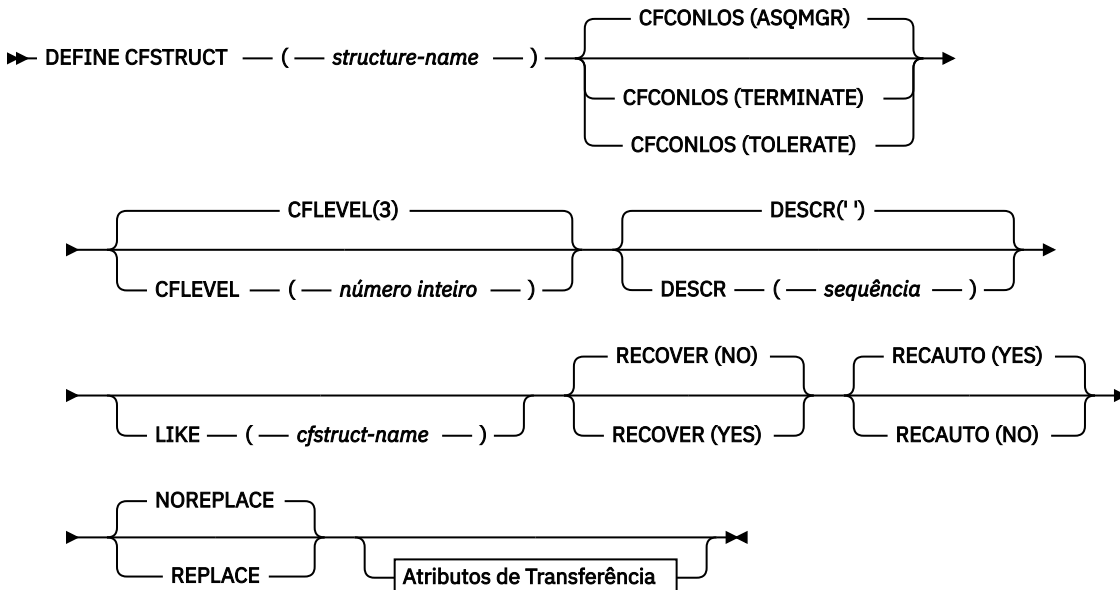 CFCONLOS (ASQMGR)
DEFINE CFSTRUCT ( structure-name )
CFCONLOS (TERMINATE)
CFCONLOS (TOLERATE)
CFLEVEL(3) DESCR(' ')
CFLEVEL ( número inteiro ) DESCR ( sequência )
RECOVER (NO) RECAUTO (YES)
LIKE ( cfstruct-name ) RECOVER (YES) RECAUTO (NO)
NOREPLACE
REPLACE Atributos de Transferência